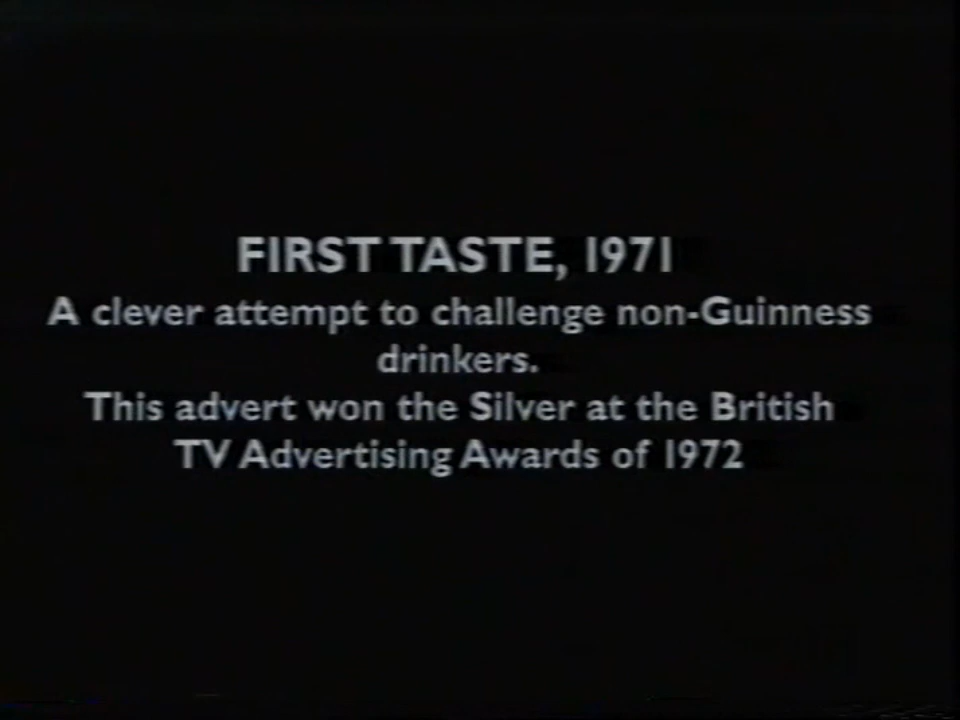 FIRST TASTE, 1971
A clever attempt to challenge non-Guinness
drinkers.
This advert won the Silver at the British
TV Advertising Awards of 1972